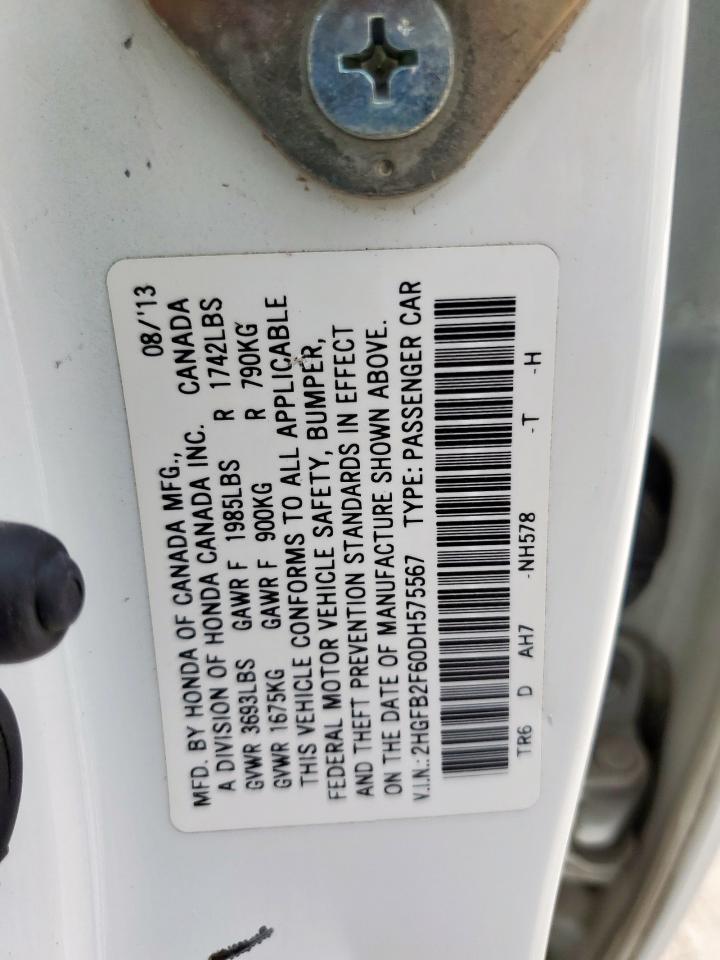 MFD. BY HONDA OF CANADA MFG., 08/'13
A DIVISION OF HONDA CANADA INC. CANADA
GVWR 3693LBS GAWR F 1985LBS R 1742LBS
GVWR 1675KG GAWR F 900KG R 790KG
THIS VEHICLE CONFORMS TO ALL APPLICABLE
FEDERAL MOTOR VEHICLE SAFETY, BUMPER,
AND THEFT PREVENTION STANDARDS IN EFFECT
ON THE DATE OF MANUFACTURE SHOWN ABOVE.
V.I.N.: 2HGFB2F60DH575567 TYPE: PASSENGER CAR
TR6 D AH7 -NH578 -T -H